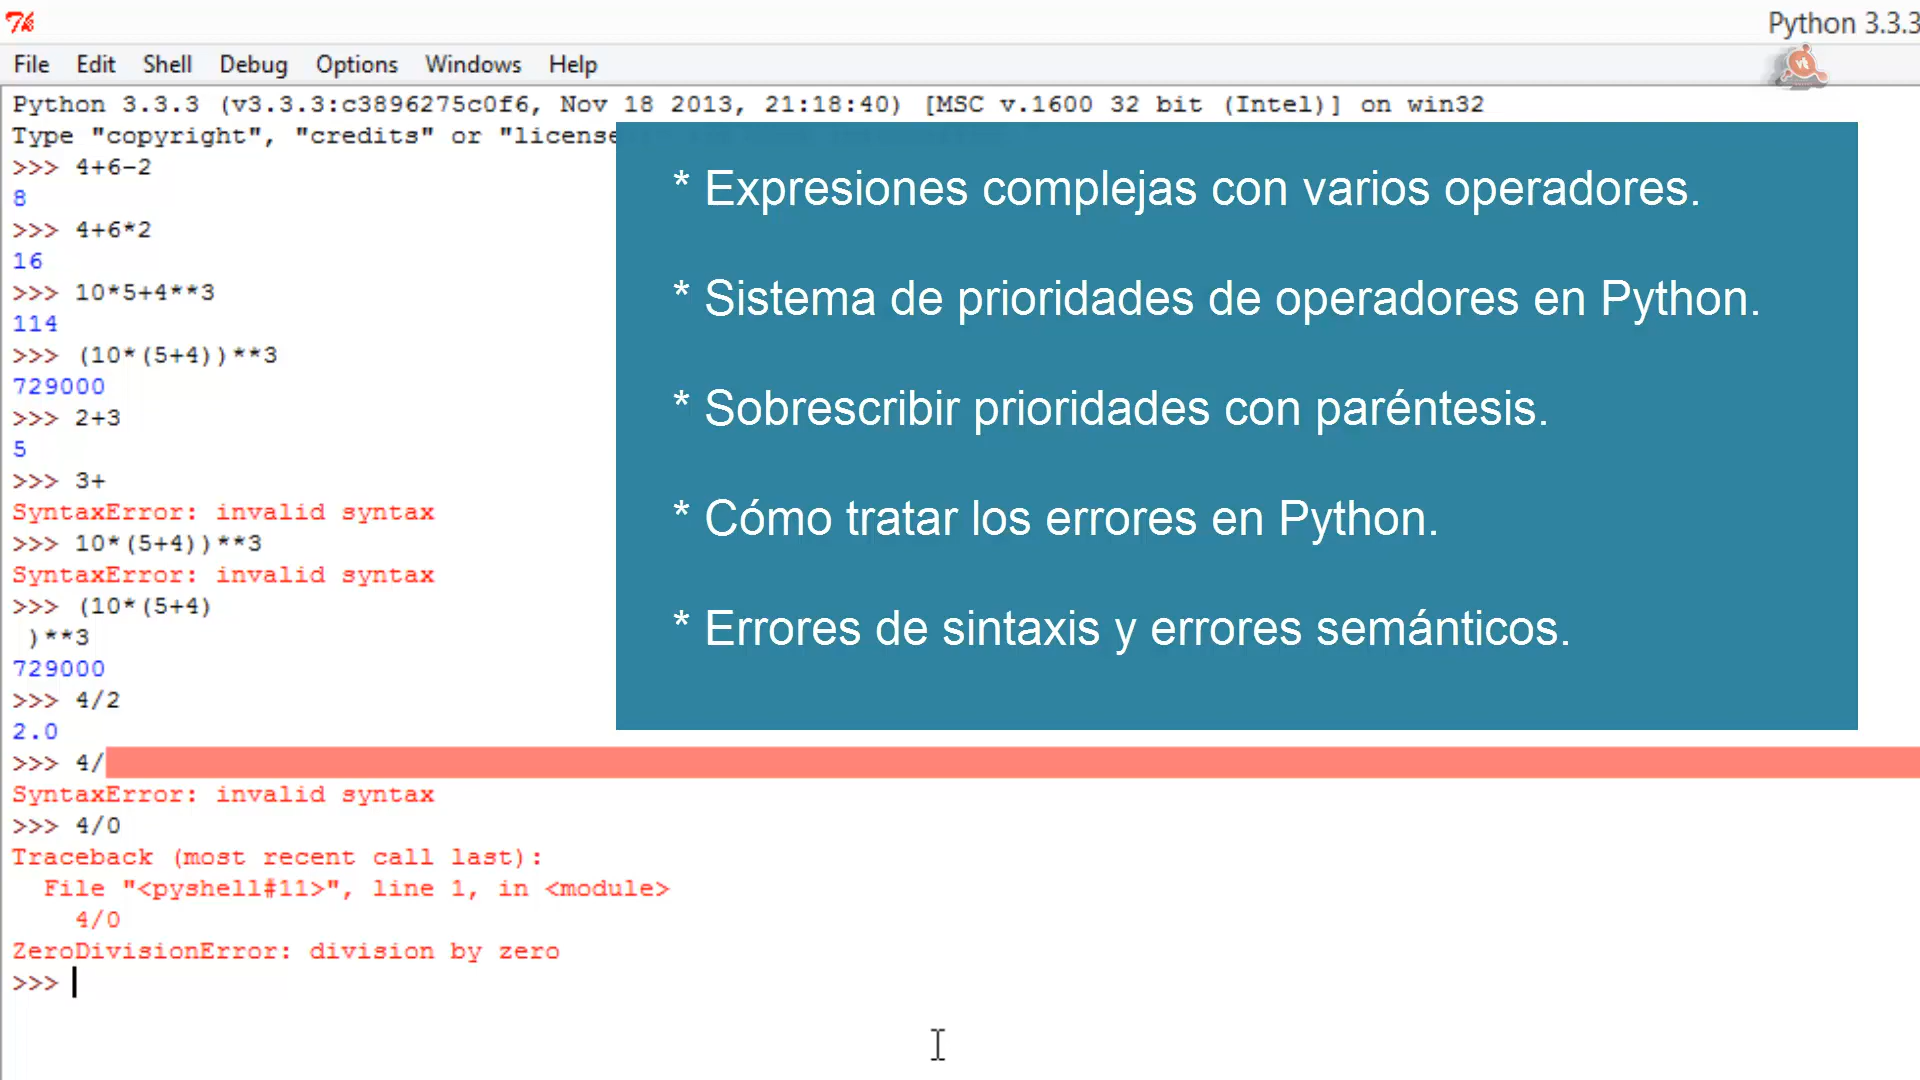 Python 3.3.3
File Edit Shell Debug Options Windows Help
Python 3.3.3 (v3.3.3:c3896275c0f6, Nov 18 2013, 21:18:40) [MSC v.1600 32 bit (Intel)] on win32
Type "copyright", "credits" or "license
>>> 4+6-2
8
>>> 4+6*2
16
>>> 10*5+4**3
114
>>> (10*(5+4))**3
729000
>>> 2+3
5
>>> 3+
SyntaxError: invalid syntax
>>> 10*(5+4))**3
SyntaxError: invalid syntax
>>> (10*(5+4)
)**3
729000
>>> 4/2
2.0
>>> 4/
SyntaxError: invalid syntax
>>> 4/0
Traceback (most recent call last):
File "<pyshell#11>", line 1, in <module>
4/0
ZeroDivisionError: division by zero
>>>
* Expresiones complejas con varios operadores.
* Sistema de prioridades de operadores en Python.
* Sobrescribir prioridades con paréntesis.
* Cómo tratar los errores en Python.
* Errores de sintaxis y errores semánticos.